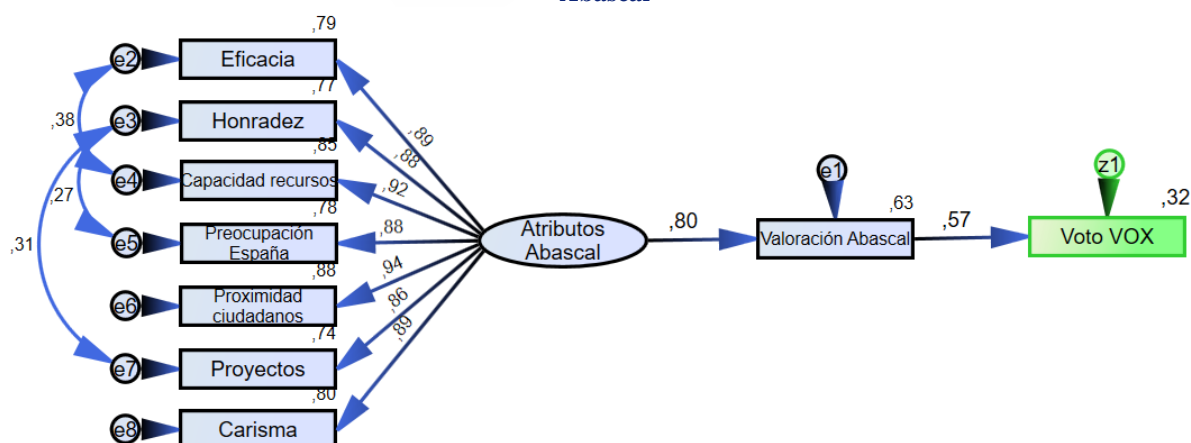 Abascal
,79
e2
Eficacia
,77
e3
Honradez
,38
,85
e4
Capacidad recursos
,27
,78
e5
Preocupación
España
,31
,88
e6
Proximidad
ciudadanos
,74
e7
Proyectos
,80
e8
Carisma
,89
,88
,92
,88
,94
,86
,89
Atributos
Abascal
,80
e1
,63
Valoración Abascal
,57
z1
,32
Voto VOX